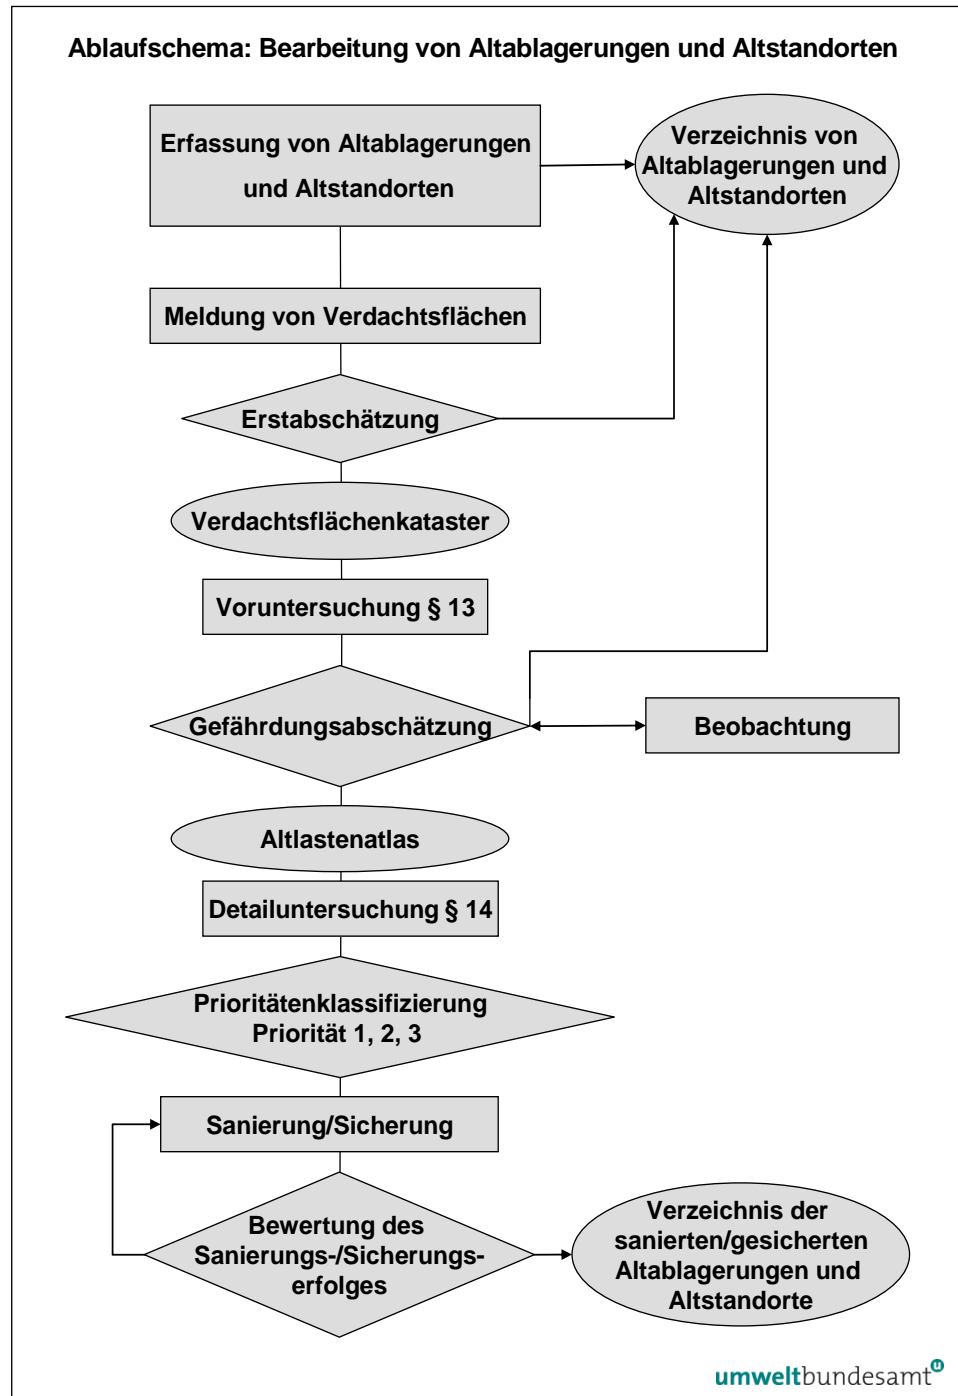 Ablaufschema: Bearbeitung von Altablagerungen und Altstandorten
Erfassung von Altablagerungen
und Altstandorten
Verzeichnis von
Altablagerungen und
Altstandorten
Meldung von Verdachtsflächen
Erstabschätzung
Verdachtsflächenkataster
Voruntersuchung § 13
Gefährdungsabschätzung
Beobachtung
Altlastenatlas
Detailuntersuchung § 14
Prioritätenklassifizierung
Priorität 1, 2, 3
Sanierung/Sicherung
Bewertung des
Sanierungs-/Sicherungs-
erfolges
Verzeichnis der
sanierten/gesicherten
Altablagerungen und
Altstandorte
umweltbundesamt